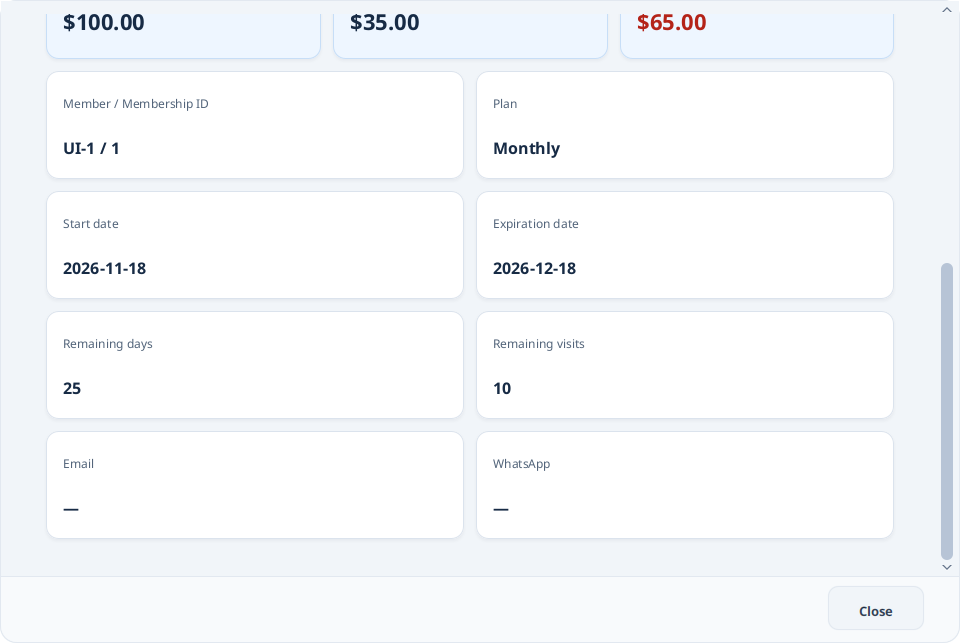 $100.00 $35.00 $65.00
Member / Membership ID Plan
UI-1 / 1 Monthly
Start date Expiration date
2026-11-18 2026-12-18
Remaining days Remaining visits
25 10
Email WhatsApp
— —
Close